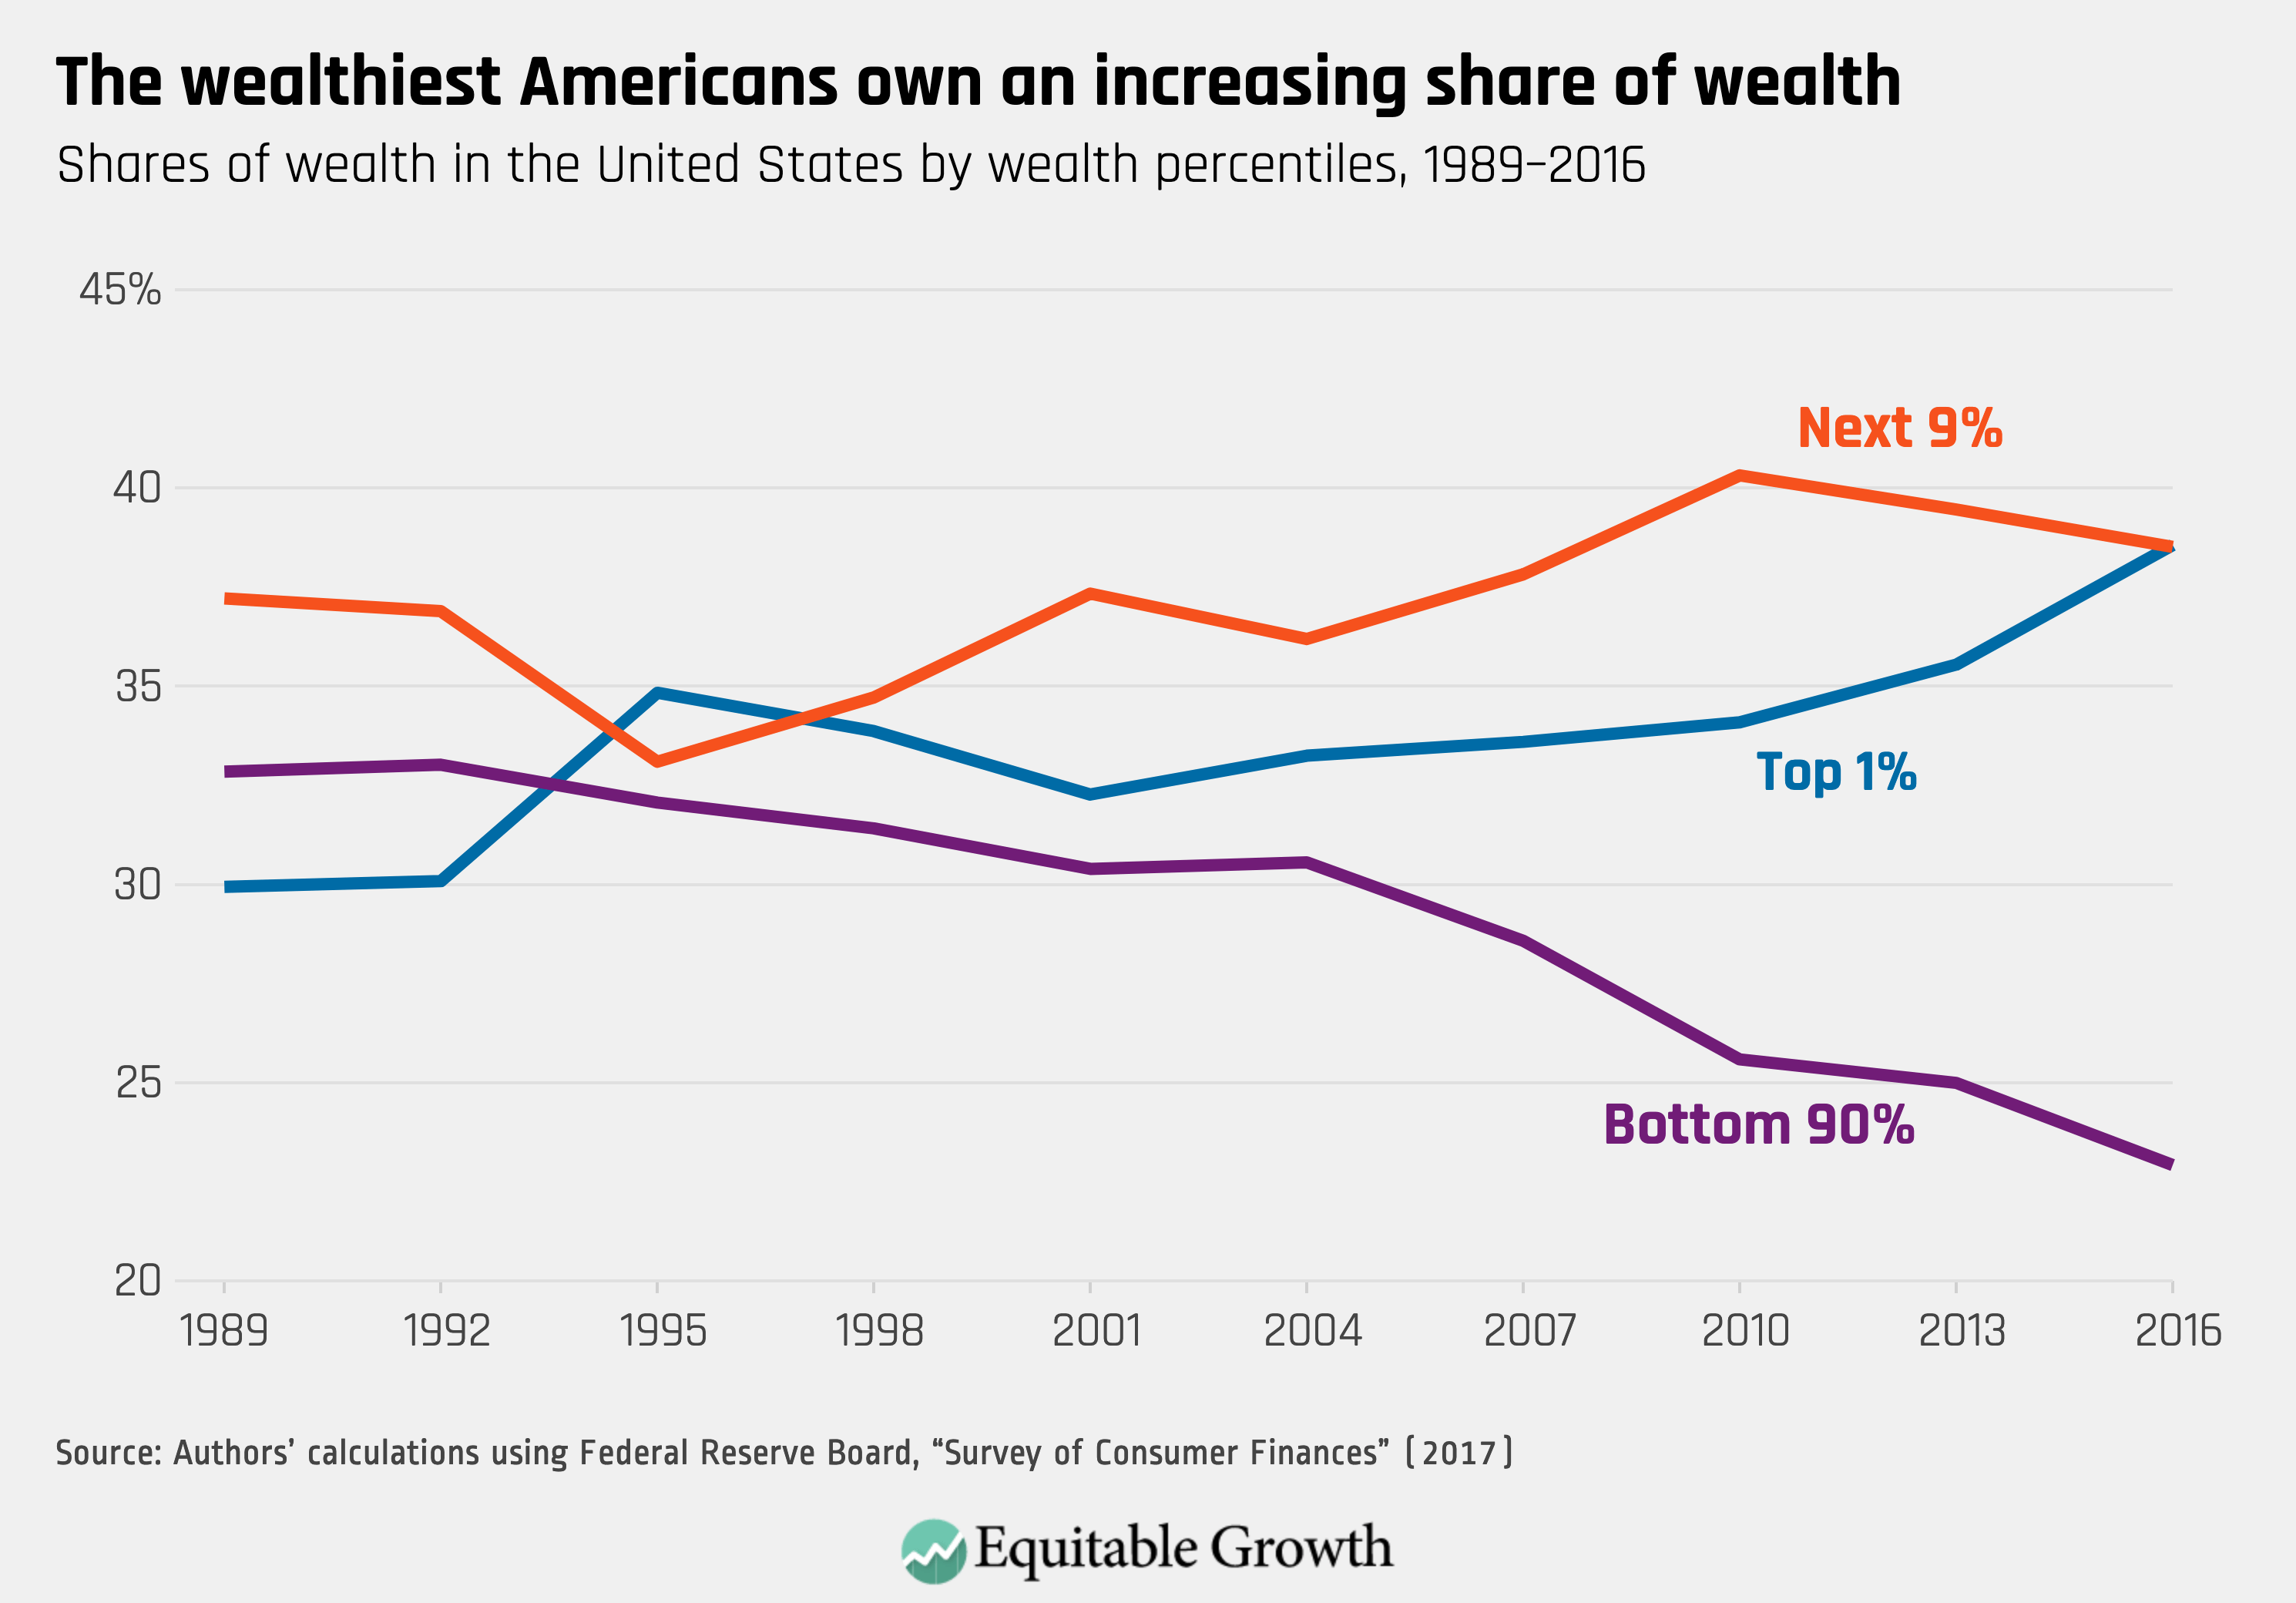 The wealthiest Americans own an increasing share of wealth
Shares of wealth in the United States by wealth percentiles, 1989–2016
45%
Next 9%
40
35
Top 1%
30
25
Bottom 90%
20
1989 1992 1995 1998 2001 2004 2007 2010 2013 2016
Source: Authors’ calculations using Federal Reserve Board, “Survey of Consumer Finances” (2017)
Equitable Growth